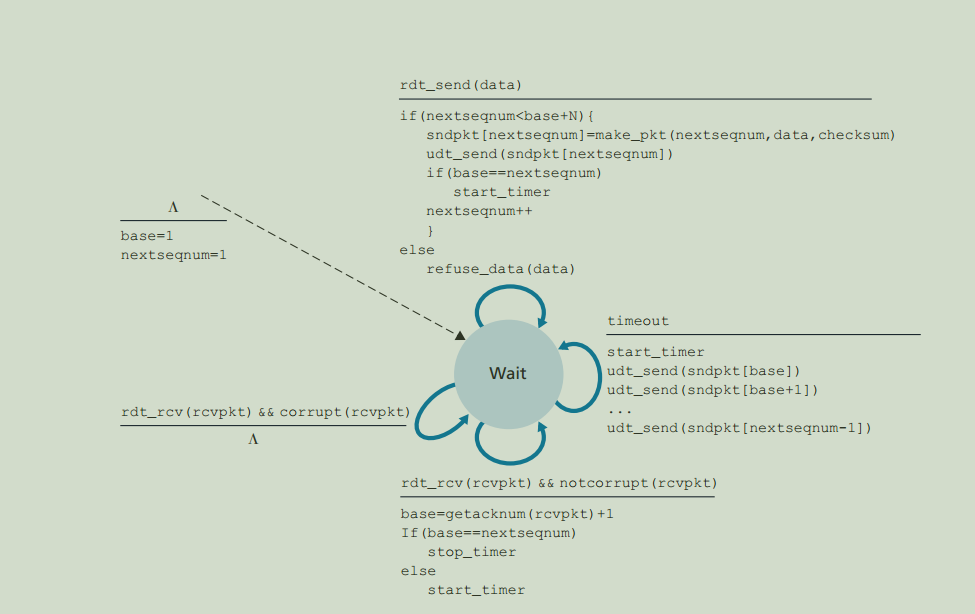 rdt_send(data)
if(nextseqnum<base+N){
sndpkt[nextseqnum]=make_pkt(nextseqnum,data,checksum)
udt_send(sndpkt[nextseqnum])
if(base==nextseqnum)
start_timer
nextseqnum++
}
else
refuse_data(data)
Λ
base=1
nextseqnum=1
Wait
timeout
start_timer
udt_send(sndpkt[base])
udt_send(sndpkt[base+1])
...
udt_send(sndpkt[nextseqnum-1])
rdt_rcv(rcvpkt) && corrupt(rcvpkt)
Λ
rdt_rcv(rcvpkt) && notcorrupt(rcvpkt)
base=getacknum(rcvpkt)+1
If(base==nextseqnum)
stop_timer
else
start_timer